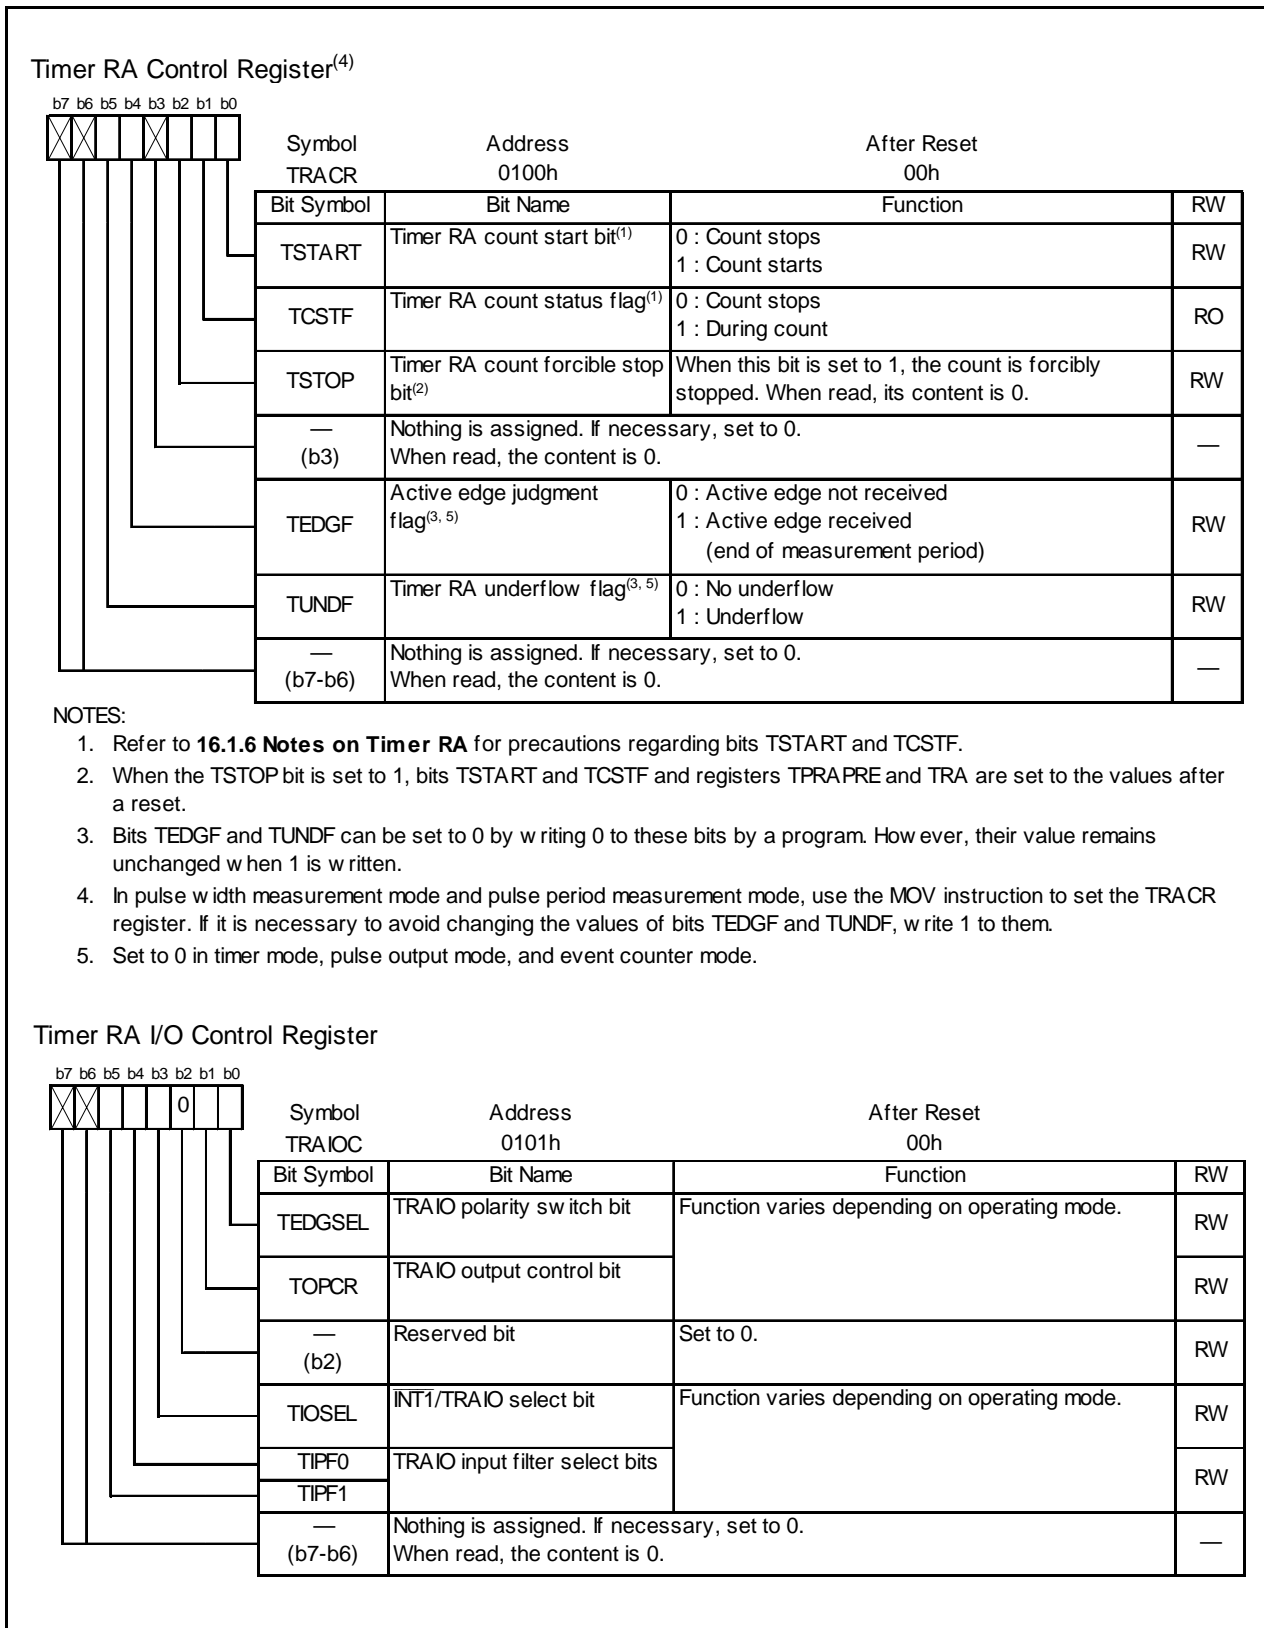 Timer RA Control Register(4)
b7 b6 b5 b4 b3 b2 b1 b0
Symbol Address After Reset
TRACR 0100h 00h
Bit Symbol Bit Name Function RW
TSTART Timer RA count start bit(1) 0 : Count stops
1 : Count starts RW
TCSTF Timer RA count status flag(1) 0 : Count stops
1 : During count RO
TSTOP Timer RA count forcible stop
bit(2) When this bit is set to 1, the count is forcibly
stopped. When read, its content is 0. RW
—
(b3) Nothing is assigned. If necessary, set to 0.
When read, the content is 0. —
TEDGF Active edge judgment
flag(3, 5) 0 : Active edge not received
1 : Active edge received
(end of measurement period) RW
TUNDF Timer RA underflow flag(3, 5) 0 : No underflow
1 : Underflow RW
—
(b7-b6) Nothing is assigned. If necessary, set to 0.
When read, the content is 0. —
NOTES:
1. Refer to 16.1.6 Notes on Timer RA for precautions regarding bits TSTART and TCSTF.
2. When the TSTOP bit is set to 1, bits TSTART and TCSTF and registers TPRAPRE and TRA are set to the values after
a reset.
3. Bits TEDGF and TUNDF can be set to 0 by writing 0 to these bits by a program. However, their value remains
unchanged when 1 is written.
4. In pulse width measurement mode and pulse period measurement mode, use the MOV instruction to set the TRACR
register. If it is necessary to avoid changing the values of bits TEDGF and TUNDF, write 1 to them.
5. Set to 0 in timer mode, pulse output mode, and event counter mode.
Timer RA I/O Control Register
b7 b6 b5 b4 b3 b2 b1 b0
0
Symbol Address After Reset
TRAIOC 0101h 00h
Bit Symbol Bit Name Function RW
TEDGSEL TRAIO polarity switch bit Function varies depending on operating mode. RW
TOPCR TRAIO output control bit RW
—
(b2) Reserved bit Set to 0. RW
TIOSEL INT1/TRAIO select bit Function varies depending on operating mode. RW
TIPF0 TRAIO input filter select bits RW
TIPF1
—
(b7-b6) Nothing is assigned. If necessary, set to 0.
When read, the content is 0. —